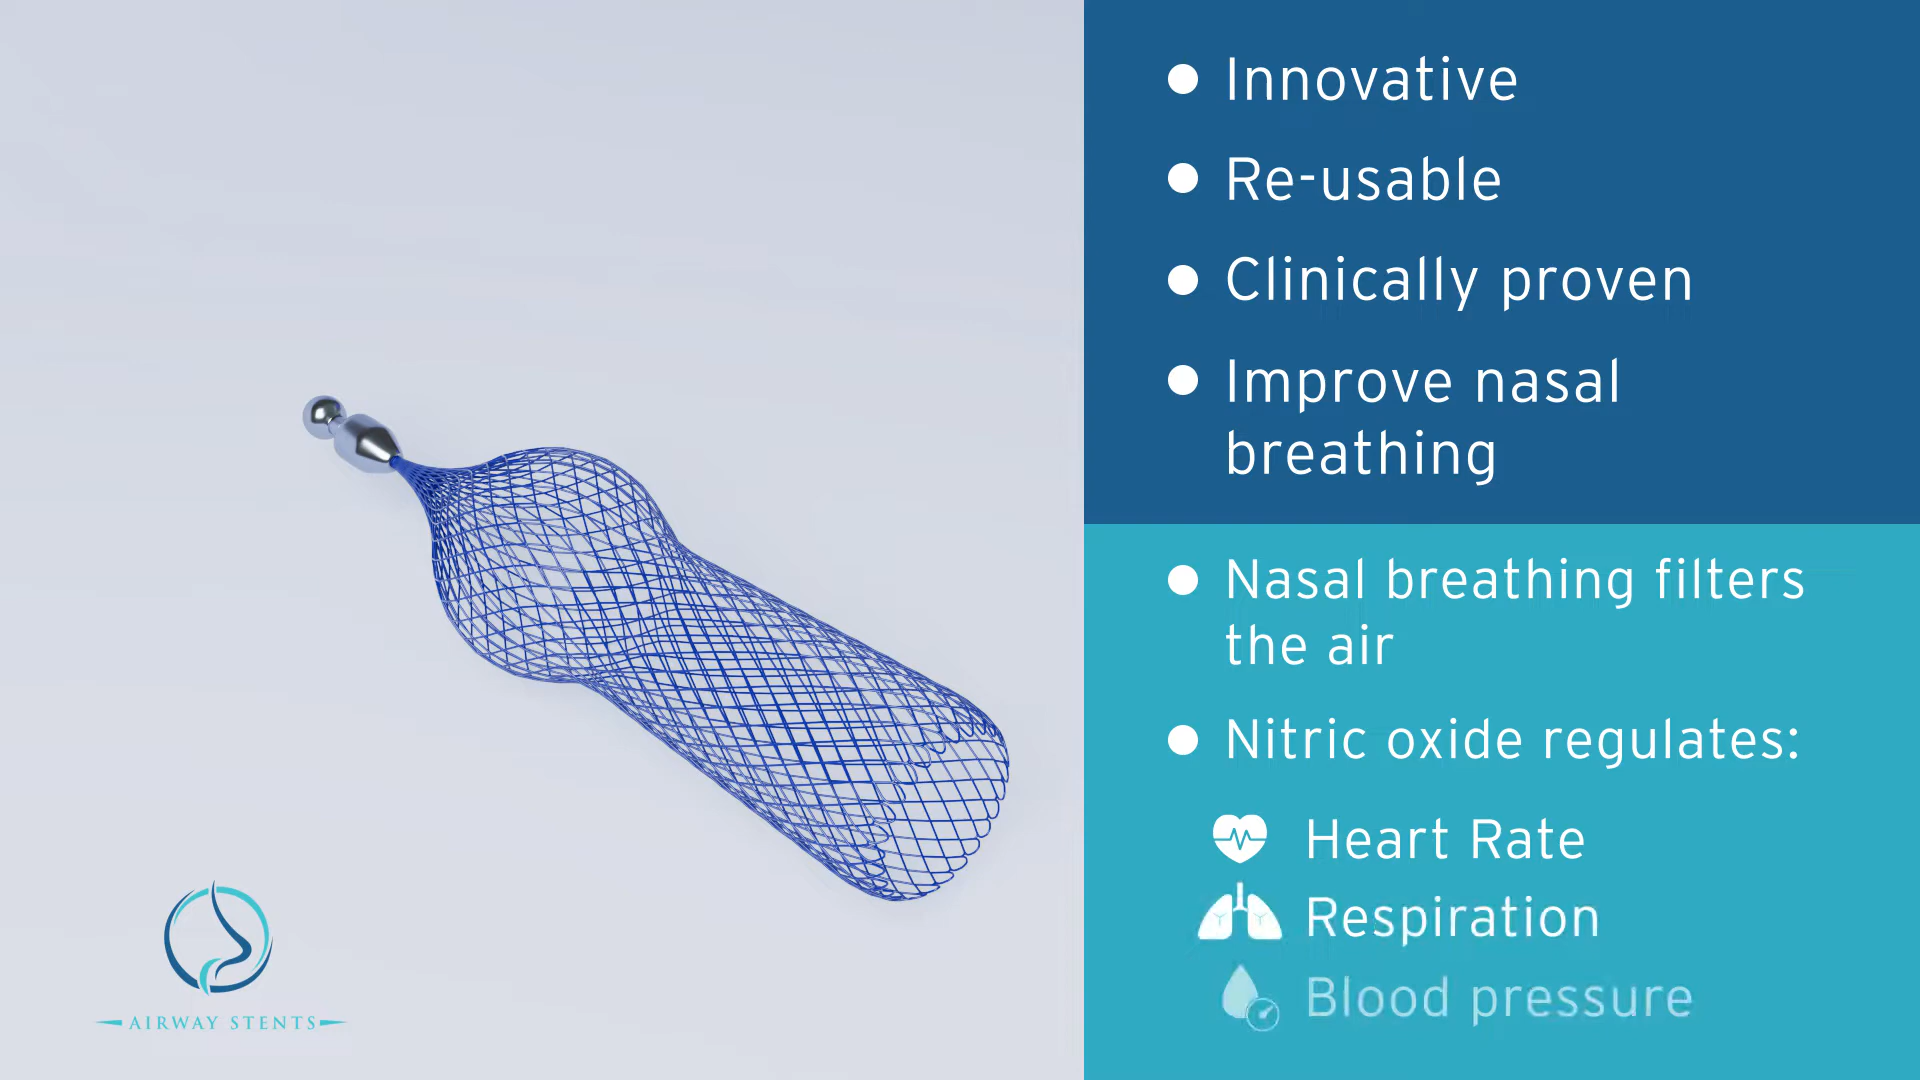 Innovative
Re-usable
Clinically proven
Improve nasal
breathing
Nasal breathing filters
the air
Nitric oxide regulates:
Heart Rate
Respiration
Blood pressure
AIRWAY STENTS